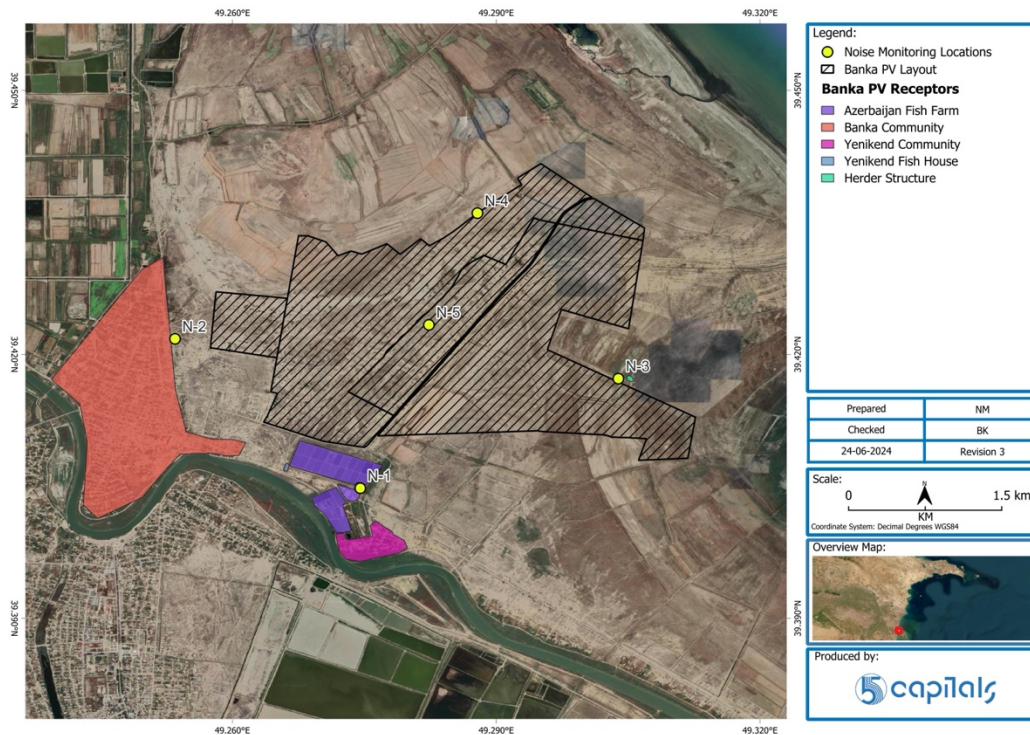 49.260°E 49.290°E 49.320°E
39.450°N
39.450°N
39.420°N
39.420°N
39.390°N
39.390°N
N-4
N-5
N-2
N-3
N-1
49.260°E 49.290°E 49.320°E
Legend:
Noise Monitoring Locations
Banka PV Layout
Banka PV Receptors
Azerbaijan Fish Farm
Banka Community
Yenikend Community
Yenikend Fish House
Herder Structure
Prepared NM
Checked BK
24-06-2024 Revision 3
Scale:
0 N 1.5 km
KM
Coordinate System: Decimal Degrees WGS84
Overview Map:
Produced by:
5 capitals